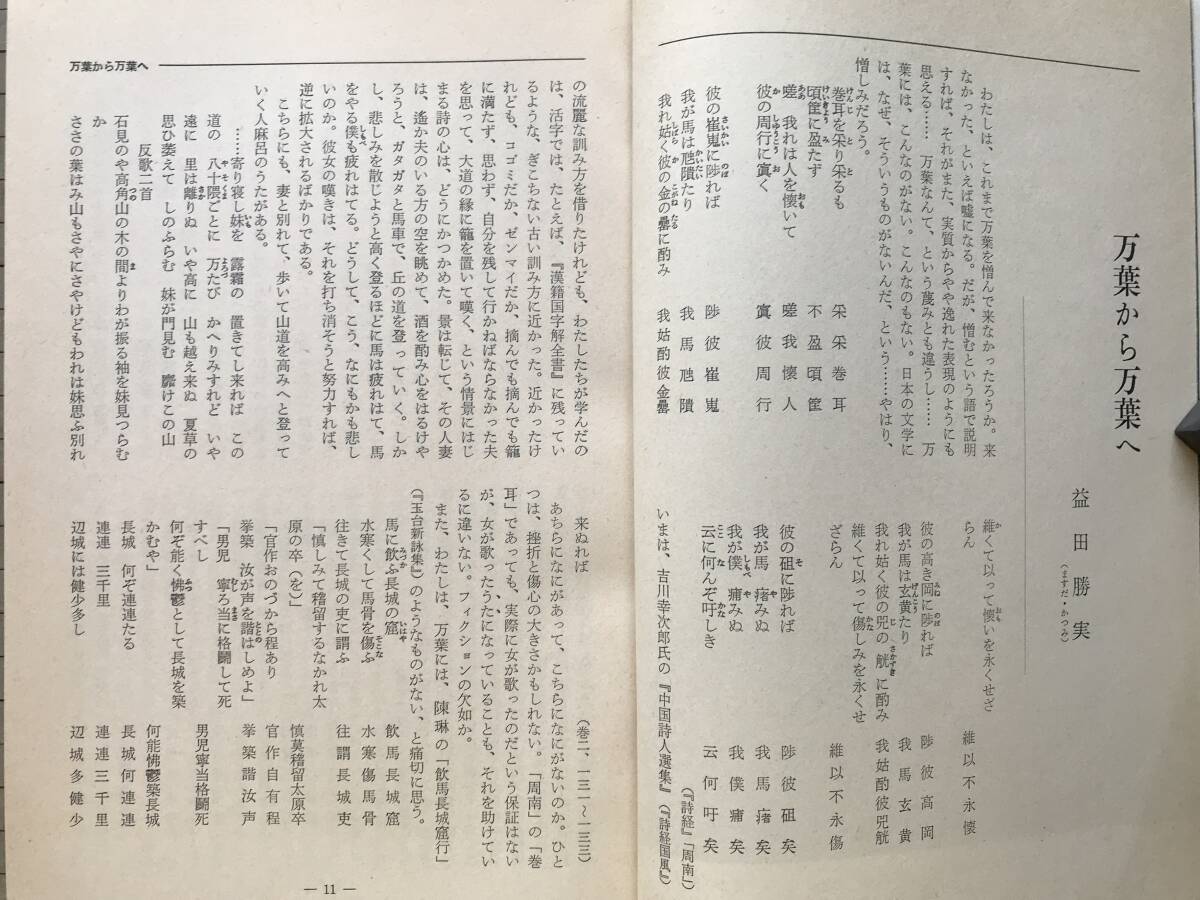 万葉から万葉へ
益田勝実
(ますだ・かつみ)
わたしは、これまで万葉を憎んで来なかったろうか。来
なかった、といえば嘘になる。だが、憎むという語で説明
すれば、それがまた、実質からやや逸れた表現のようにも
思える……　万葉なんて、という蔑みとも違うし……　万
葉には、こんなのがない。こんなのもない。日本の文学に
は、なぜ、そういうものがないんだ、という……やはり、
憎しみだろう。
巻耳を采り采るも　采采巻耳
頃筐に盈たず　不盈頃筐
嗟　我れは人を懐いて　嗟我懐人
彼の周行に寘く　寘彼周行
彼の崔嵬に陟れば　陟彼崔嵬
我が馬は虺隤たり　我馬虺隤
我れ姑く彼の金の罍に酌み　我姑酌彼金罍
維くて以って懐いを永くせざ
らん　維以不永懐
彼の高き岡に陟れば　陟彼高岡
我が馬は玄黄たり　我馬玄黄
我れ姑く彼の兕の觥に酌み　我姑酌彼兕觥
維くて以って傷しみを永くせ
ざらん　維以不永傷
彼の砠に陟れば　陟彼砠矣
我が馬　瘏みぬ　我馬瘏矣
我が僕　痡みぬ　我僕痡矣
云に何んぞ吁しき　云何吁矣
(『詩経』「周南」)
いまは、吉川幸次郎氏の『中国詩人選集』(『詩経国風』)
万葉から万葉へ
の流麗な訓み方を借りたけれども、わたしたちが学んだの
は、活字では、たとえば、『漢籍国字解全書』に残ってい
るような、ぎこちない古い訓み方に近かった。近かったけ
れども、コゴミだか、ゼンマイだか、摘んでも摘んでも籠
に満たず、思わず、自分を残して行かねばならなかった夫
を思って、大道の縁に籠を置いて嘆く、という情景にはじ
まる詩の心は、どうにかつかめた。景は転じて、その人妻
は、遙か夫のいる方の空を眺めて、酒を酌み心をはるけや
ろうと、ガタガタと馬車で、丘の道を登っていく。しか
し、悲しみを散じようと高く登るほどに馬は疲れはて、馬
をやる僕も疲れはてる。どうして、こう、なにもかも悲し
いのか。彼女の嘆きは、それを打ち消そうと努力すれば、
逆に拡大されるばかりである。
こちらにも、妻と別れて、歩いて山道を高みへと登って
いく人麻呂のうたがある。
……寄り寝し妹を　露霜の　置きてし来れば　この
道の　八十隈ごとに　万たび　かへりみすれど　いや
遠に　里は離りぬ　いや高に　山も越え来ぬ　夏草の
思ひ萎えて　しのふらむ　妹が門見む　靡けこの山
反歌二首
石見のや高角山の木の間よりわが振る袖を妹見つらむ
か
ささの葉はみ山もさやにさやけどもわれは妹思ふ別れ
来ぬれば　(巻二、一三一〜一三三)
あちらになにがあって、こちらになにがないのか。ひと
つは、挫折と傷心の大きさかもしれない。「周南」の「巻
耳」であっても、実際に女が歌ったのだという保証はない
が、女が歌ったうたになっていることも、それを助けてい
るに違いない。フィクションの欠如か。
また、わたしは、万葉には、陳琳の「飲馬長城窟行」
(『玉台新詠集』)のようなものがない、と痛切に思う。
馬に飲ふ長城の窟　飲馬長城窟
水寒くして馬骨を傷ふ　水寒傷馬骨
往きて長城の吏に謂ふ　往謂長城吏
「慎しみて稽留するなかれ太
原の卒(を)」　慎莫稽留太原卒
「官作おのづから程あり　官作自有程
挙築　汝が声を諧はしめよ」　挙築諧汝声
「男児　寧ろ当に格闘して死
すべし　男児寧当格闘死
何ぞ能く怫鬱として長城を築
かむや」　何能怫鬱築長城
長城　何ぞ連連たる　長城何連連
連連　三千里　連連三千里
辺城には健少多し　辺城多健少
— 11 —